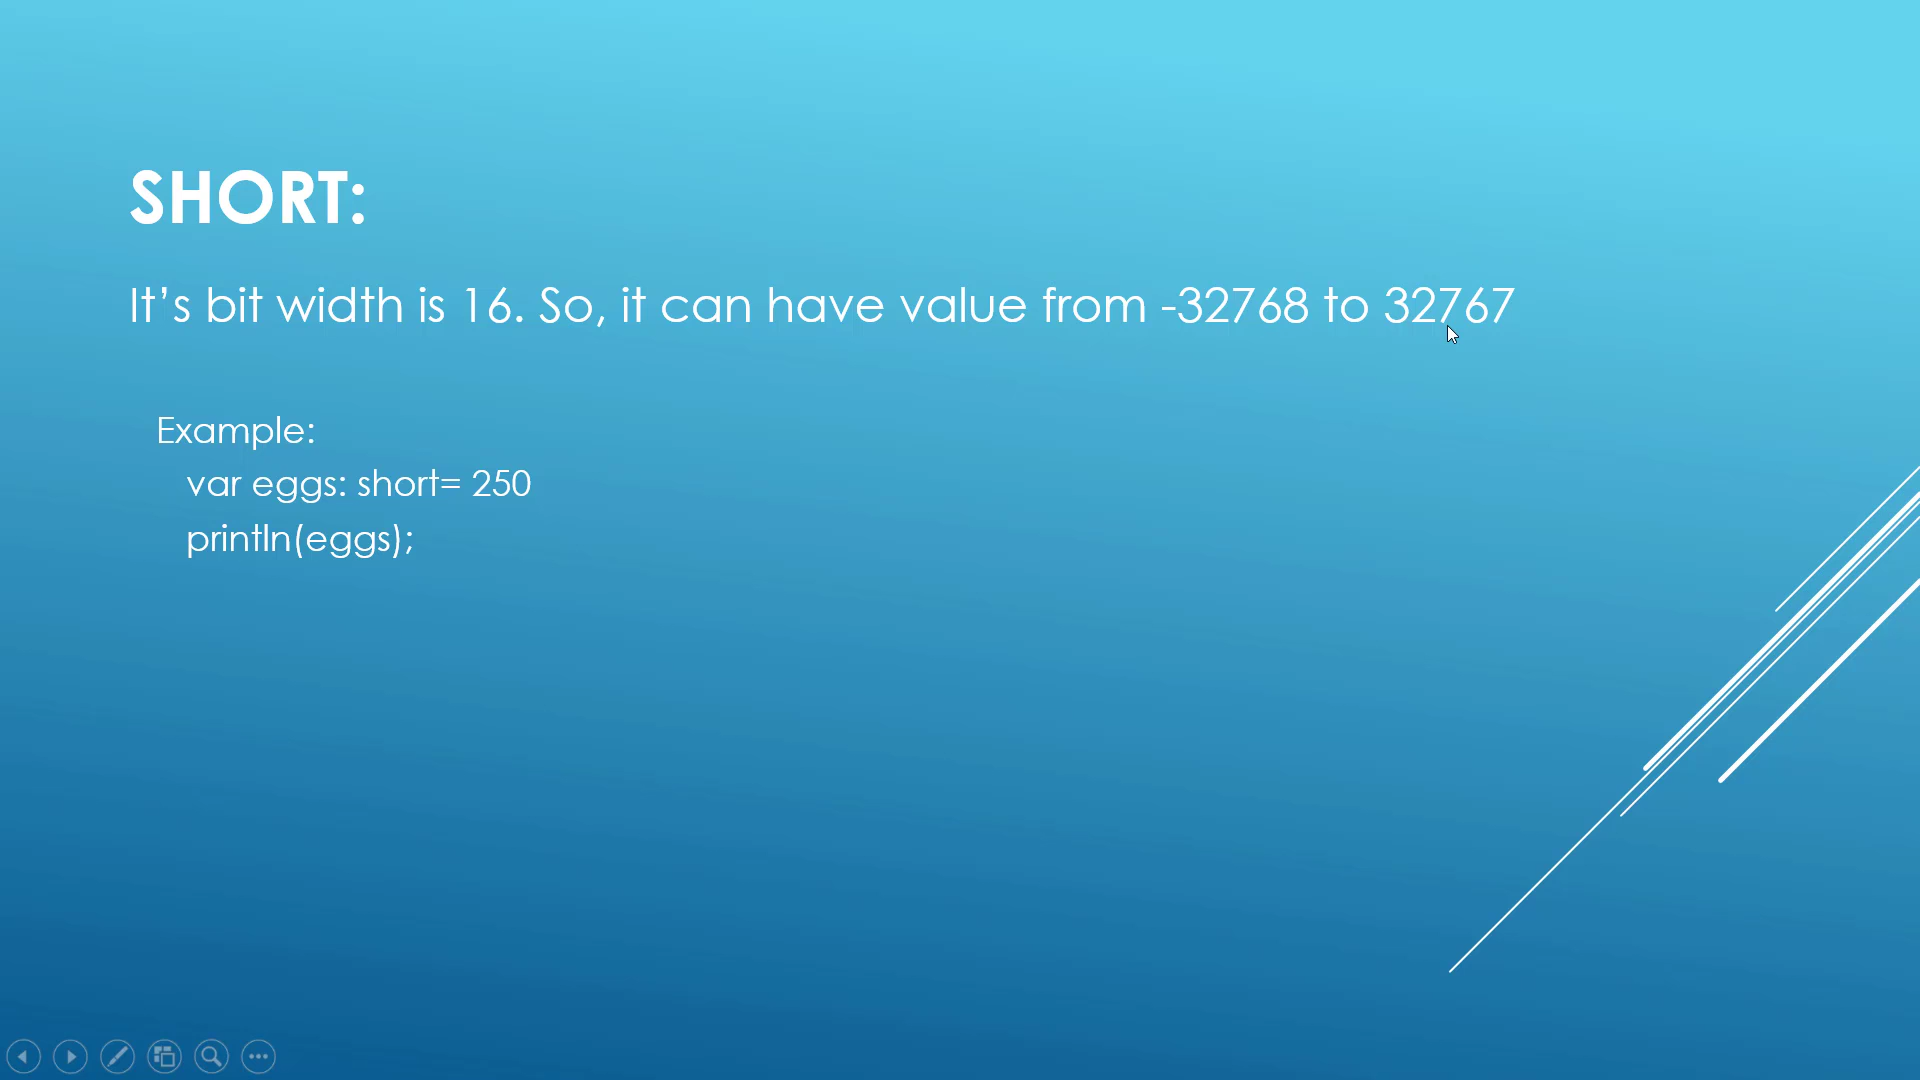 SHORT:
It's bit width is 16. So, it can have value from -32768 to 32767
Example:
var eggs: short= 250
println(eggs);